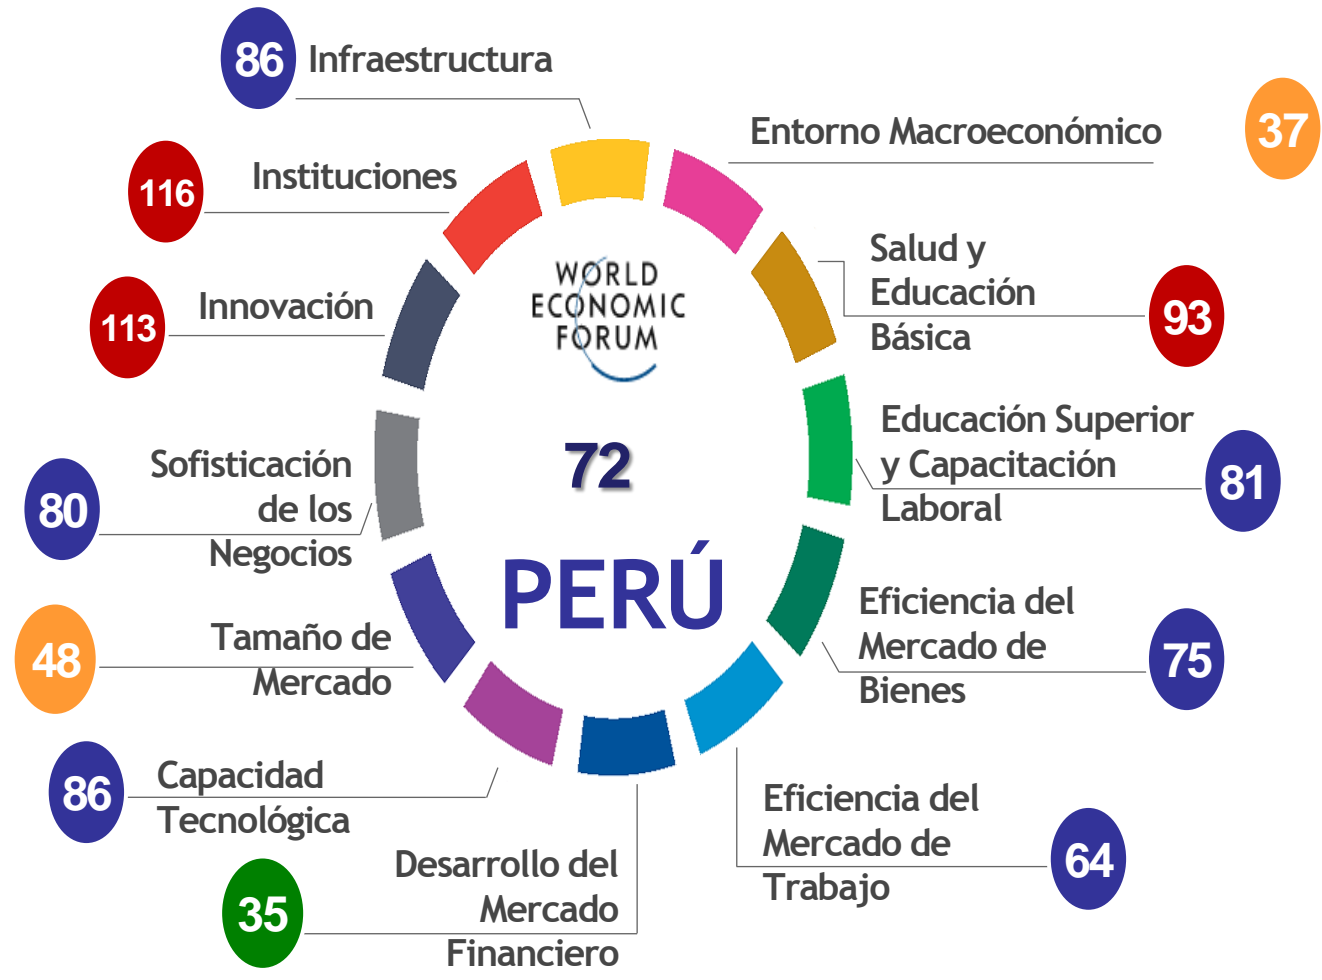 86
Infraestructura
Entorno Macroeconómico
37
116
Instituciones
Salud y
Educación
Básica
93
113
Innovación
WORLD
ECONOMIC
FORUM
72
PERÚ
Educación Superior
y Capacitación
Laboral
81
80
Sofisticación
de los
Negocios
Eficiencia del
Mercado de
Bienes
75
48
Tamaño de
Mercado
86
Capacidad
Tecnológica
Eficiencia del
Mercado de
Trabajo
64
35
Desarrollo del
Mercado
Financiero